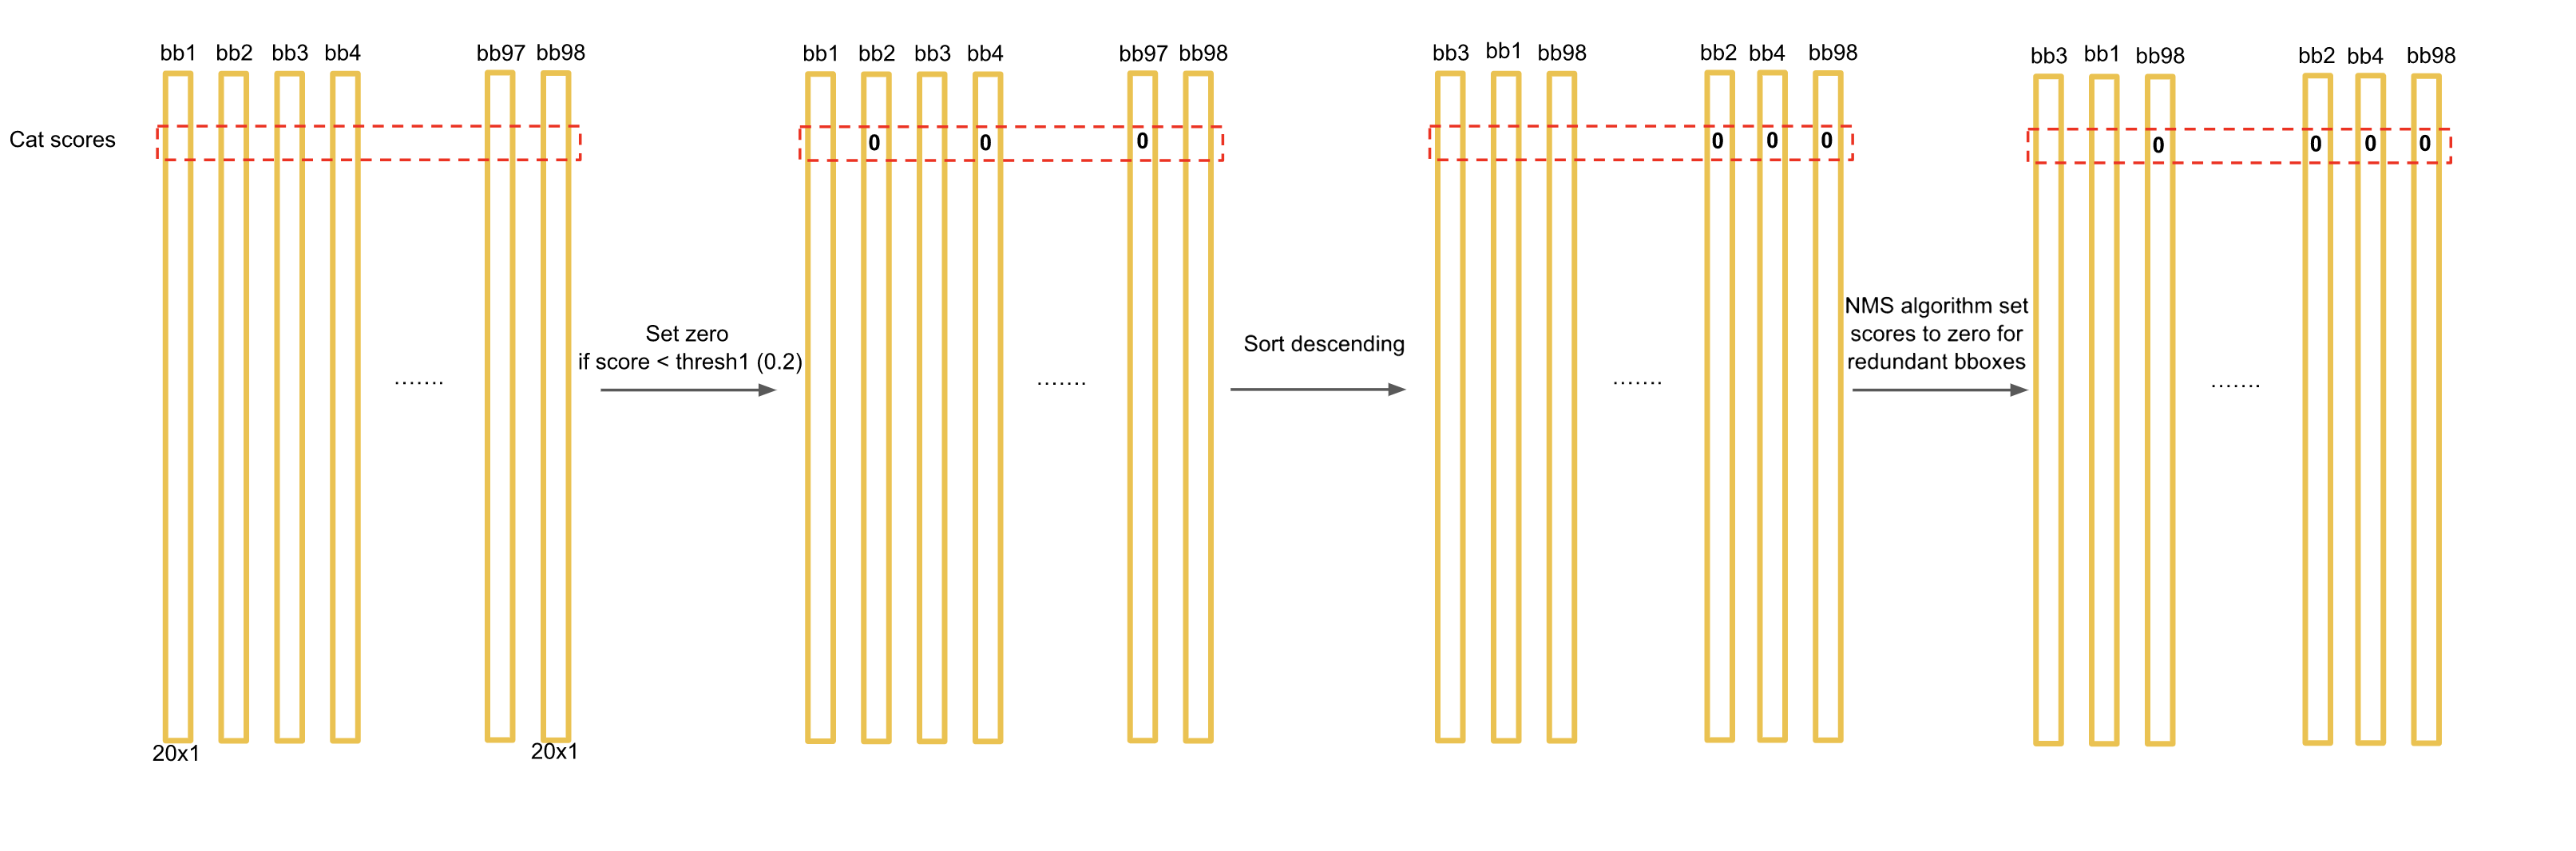 bb1 bb2 bb3 bb4 bb97 bb98
bb1 bb2 bb3 bb4 bb97 bb98
bb3 bb1 bb98 bb2 bb4 bb98
bb3 bb1 bb98 bb2 bb4 bb98
Cat scores
0 0 0
0 0 0
0 0 0 0
.......
Set zero
if score < thresh1 (0.2)
.......
Sort descending
.......
NMS algorithm set
scores to zero for
redundant bboxes
.......
20x1 20x1